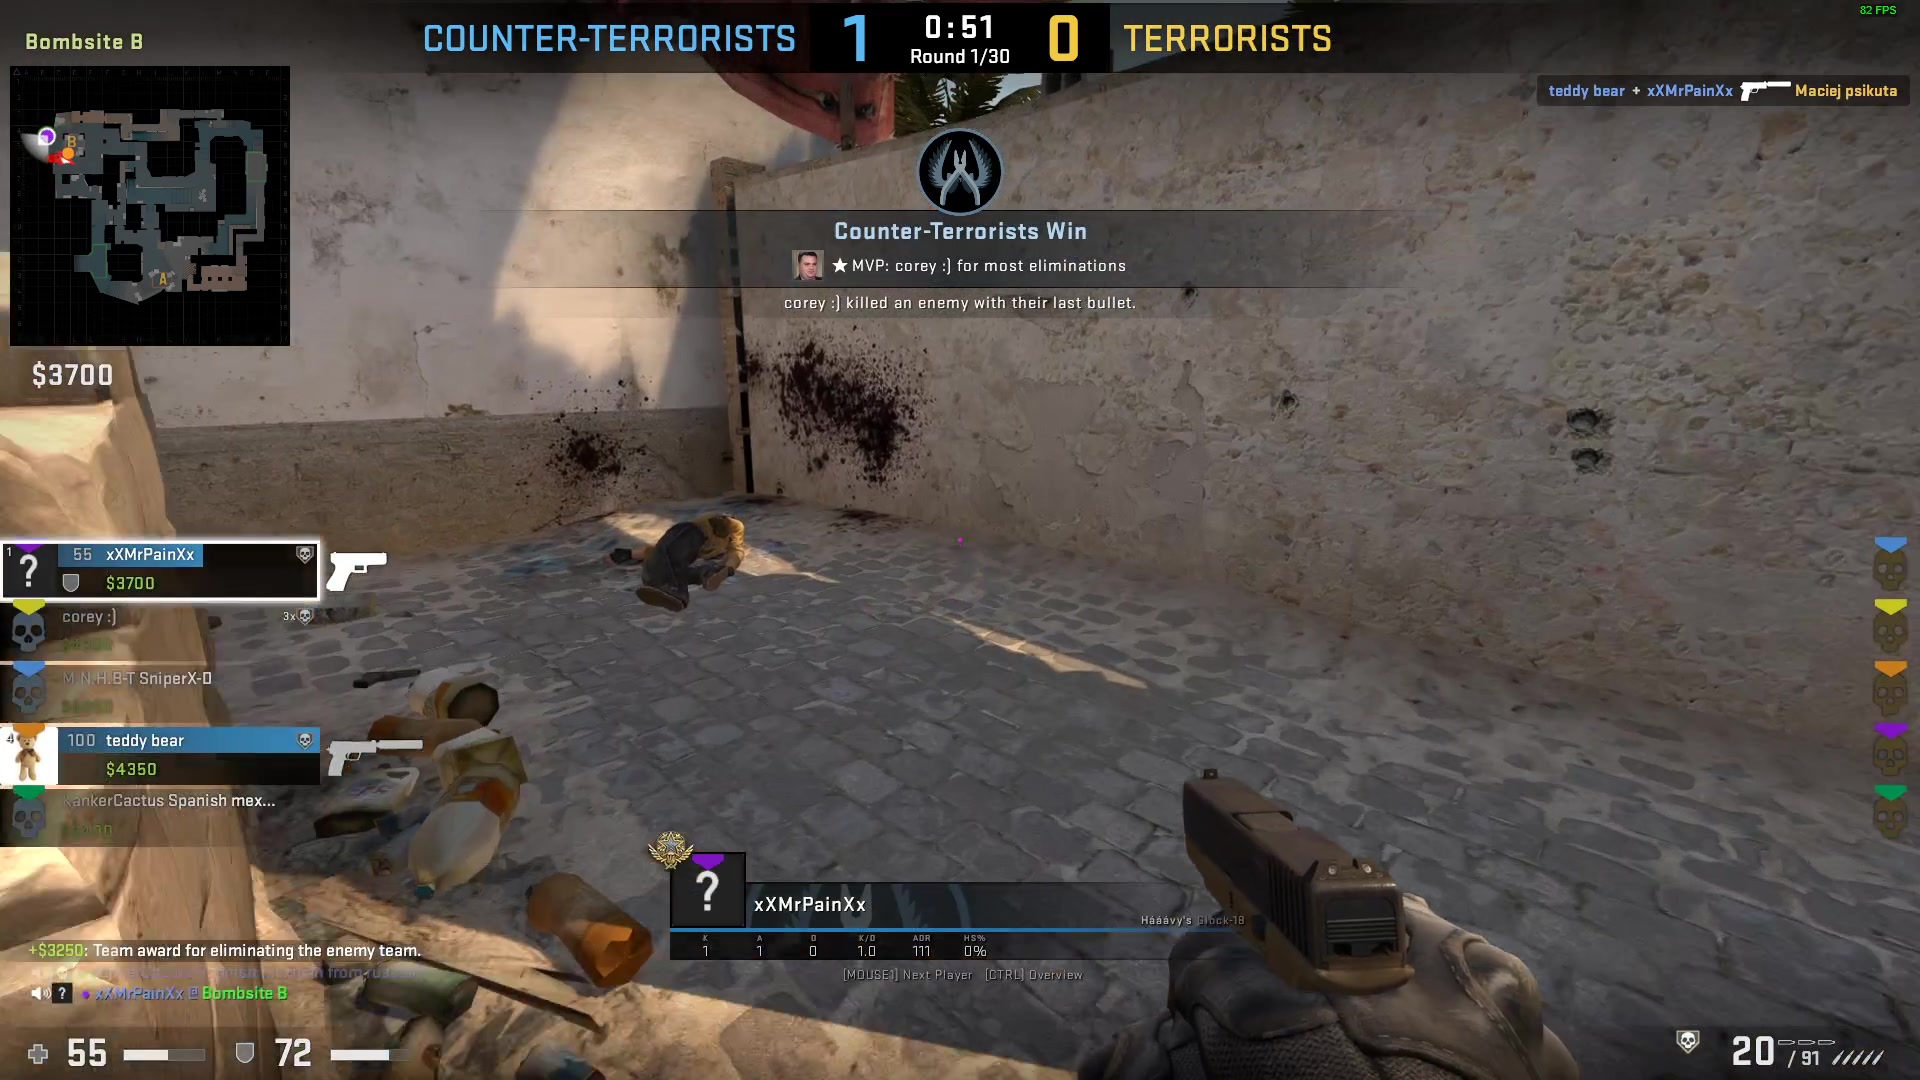 82 FPS
Bombsite B
COUNTER-TERRORISTS 1 0:51 0 TERRORISTS
Round 1/30
teddy bear + xXMrPainXx Maciej psikuta
B
A
Counter-Terrorists Win
★ MVP: corey :) for most eliminations
corey :) killed an enemy with their last bullet.
$3700
1 ? 55 xXMrPainXx
$3700
corey :) 3x
M.N.H.B-T SniperX-D
4 100 teddy bear
$4350
KankerCactus Spanish mex...
? xXMrPainXx
Hááávy's Glock-18
K A D K/D ADR HS%
1 1 0 1.0 111 0%
[MOUSE1] Next Player [CTRL] Overview
+$3250: Team award for eliminating the enemy team.
? xXMrPainXx @ Bombsite B
55 72
20 / 91